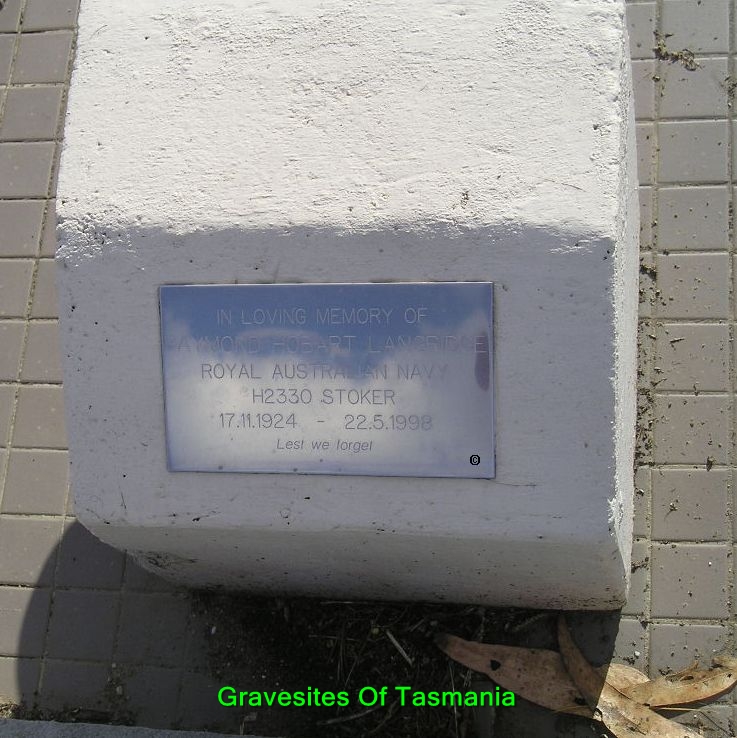 IN LOVING MEMORY OF
RAYMOND HOBART LANGRIDGE
ROYAL AUSTRALIAN NAVY
H2330 STOKER
17.11.1924 - 22.5.1998
Lest we forget
©
Gravesites Of Tasmania